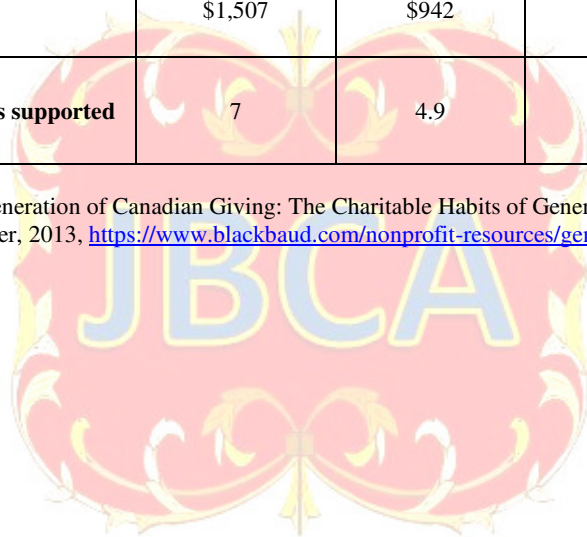 $1,507 $942
s supported 7 4.9
neration of Canadian Giving: The Charitable Habits of Gener
er, 2013, https://www.blackbaud.com/nonprofit-resources/ge
JBCA